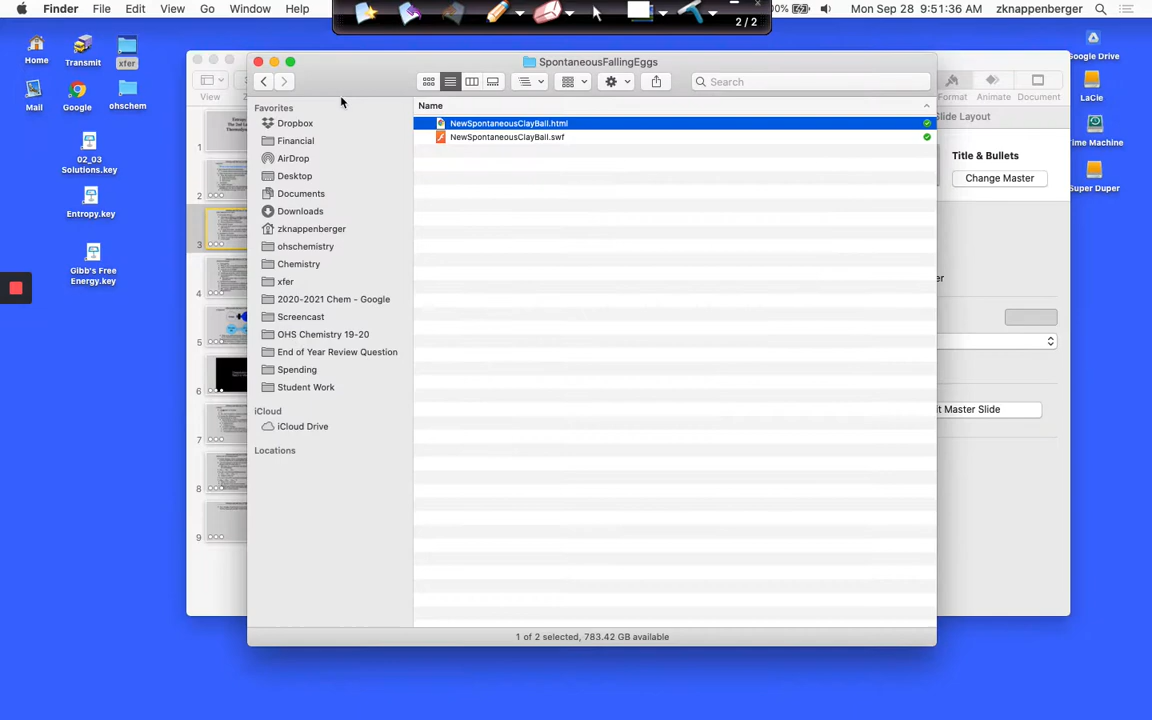 Finder File Edit View Go Window Help
00% Mon Sep 28 9:51:36 AM zknappenberger
2/2
Home
Transmit
xfer
Mail
Google
ohschem
02_03
Solutions.key
Entropy.key
Gibb's Free
Energy.key
View
1
2
3
4
5
6
7
8
9
SpontaneousFallingEggs
Search
Favorites
Dropbox
Financial
AirDrop
Desktop
Documents
Downloads
zknappenberger
ohschemistry
Chemistry
xfer
2020-2021 Chem - Google
Screencast
OHS Chemistry 19-20
End of Year Review Question
Spending
Student Work
iCloud
iCloud Drive
Locations
Name
NewSpontaneousClayBall.html
NewSpontaneousClayBall.swf
1 of 2 selected, 783.42 GB available
Format Animate Document
Slide Layout
Title & Bullets
Change Master
er
it Master Slide
Google Drive
LaCie
Time Machine
Super Duper